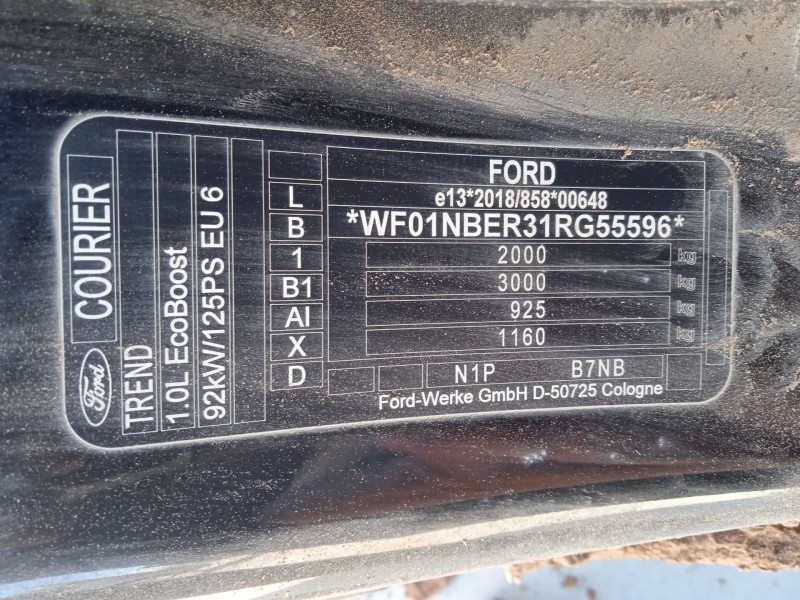 Ford
COURIER
TREND
1.0L EcoBoost
92kW/125PS EU 6
L
B
1
B1
AI
X
D
FORD
e13*2018/858*00648
*WF01NBER31RG55596*
2000 kg
3000 kg
925 kg
1160 kg
N1P B7NB
Ford-Werke GmbH D-50725 Cologne